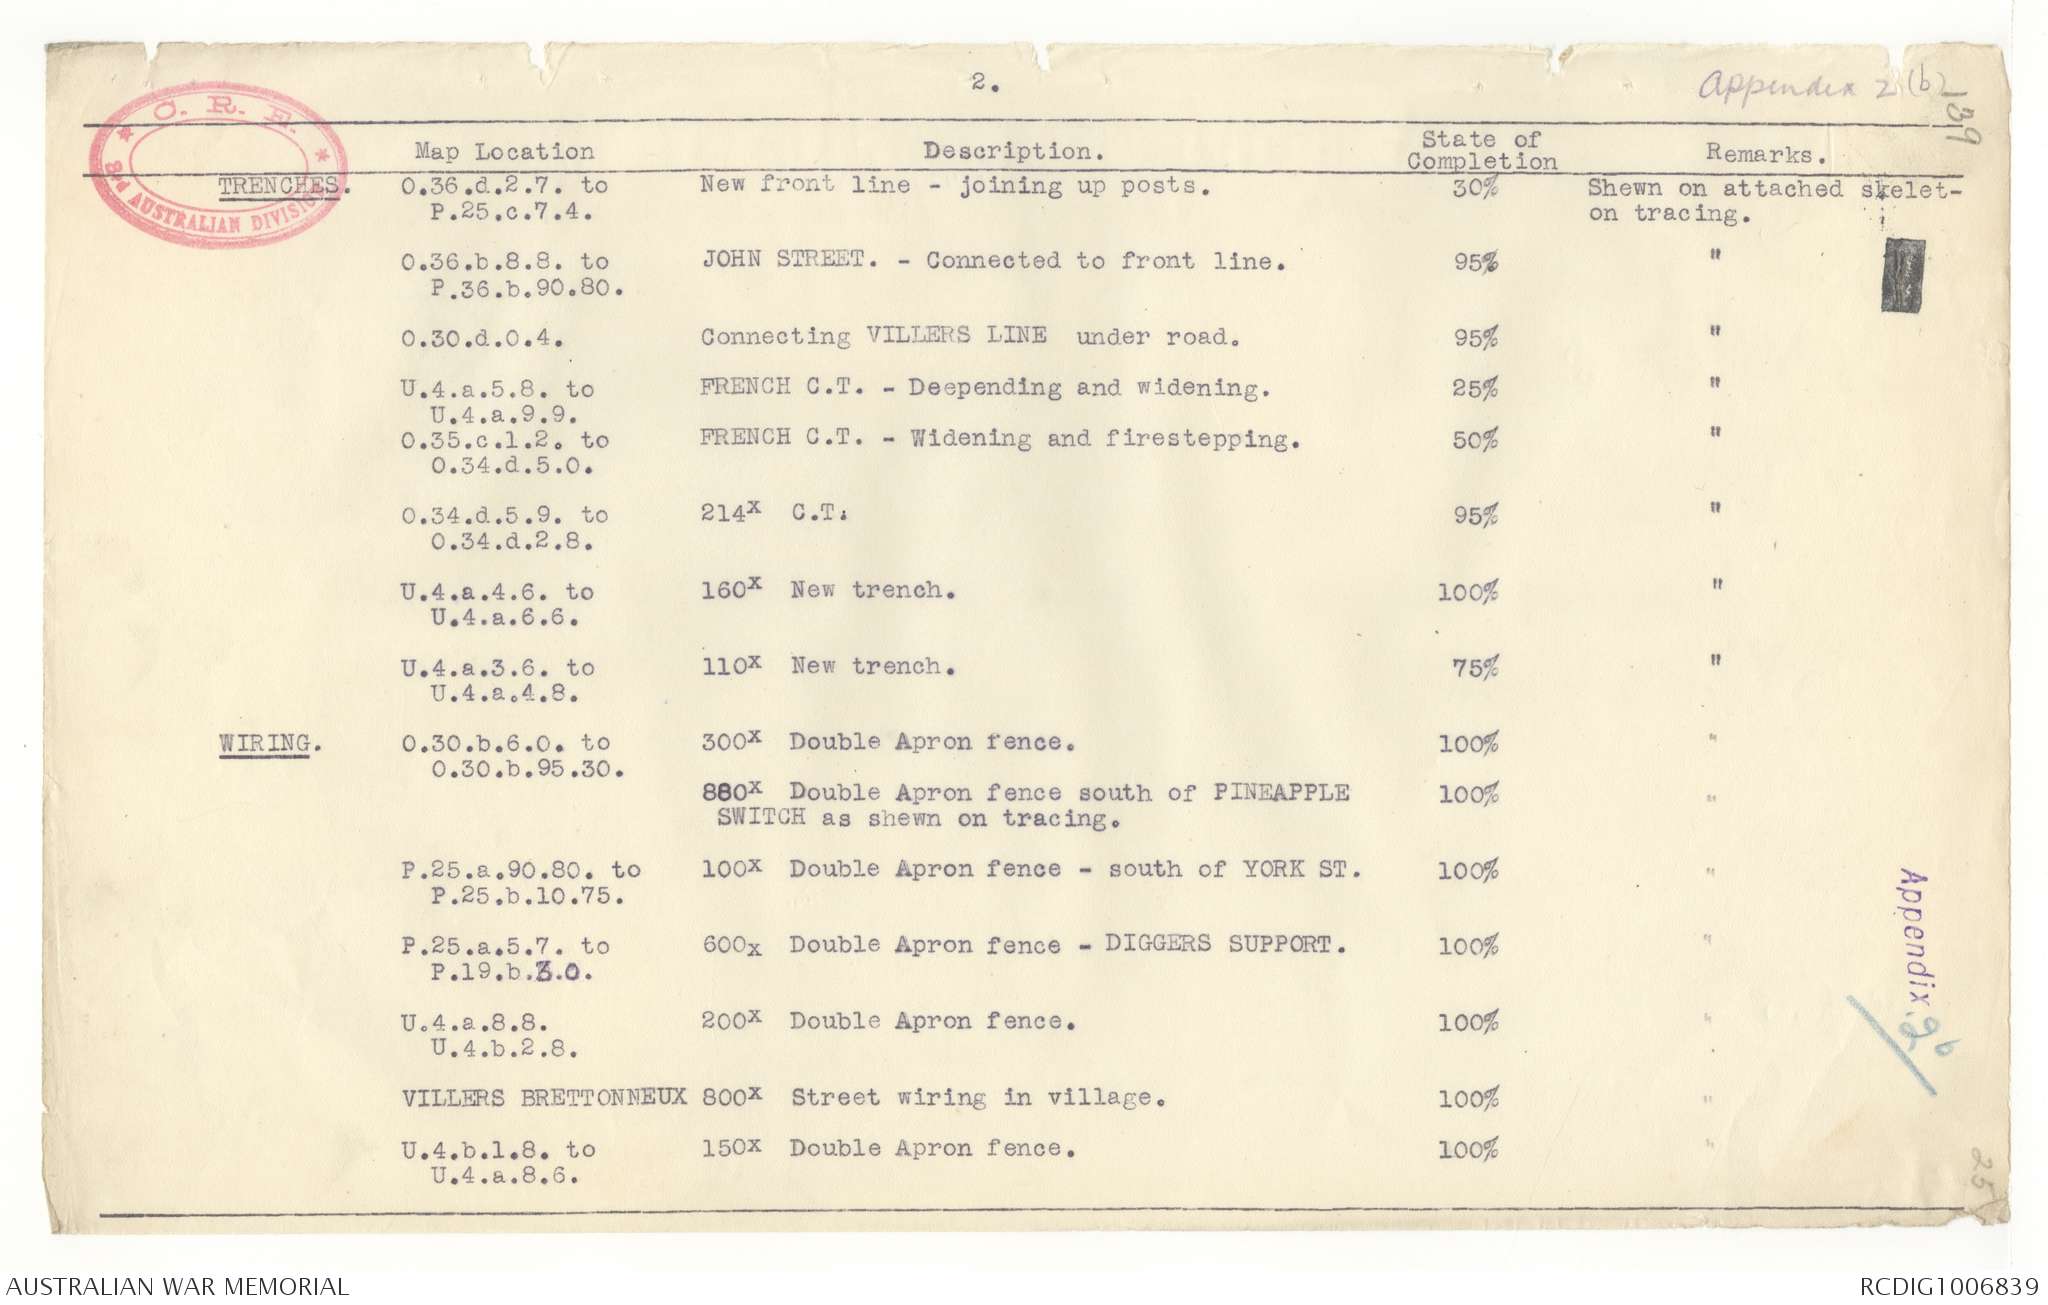 2.
Appendix 2 (b)
139
C. R. E.
2nd AUSTRALIAN DIVISION
Map Location Description. State of Completion Remarks.
TRENCHES. O.36.d.2.7. to New front line - joining up posts. 30% Shewn on attached skelet-
P.25.c.7.4. on tracing.
O.36.b.8.8. to JOHN STREET. - Connected to front line. 95% "
P.36.b.90.80.
O.30.d.0.4. Connecting VILLERS LINE under road. 95% "
U.4.a.5.8. to FRENCH C.T. - Deepending and widening. 25% "
U.4.a.9.9.
O.35.c.1.2. to FRENCH C.T. - Widening and firestepping. 50% "
O.34.d.5.0.
O.34.d.5.9. to 214x C.T. 95% "
O.34.d.2.8.
U.4.a.4.6. to 160x New trench. 100% "
U.4.a.6.6.
U.4.a.3.6. to 110x New trench. 75% "
U.4.a.4.8.
WIRING. O.30.b.6.0. to 300x Double Apron fence. 100% "
O.30.b.95.30.
880x Double Apron fence south of PINEAPPLE 100% "
SWITCH as shewn on tracing.
P.25.a.90.80. to 100x Double Apron fence - south of YORK ST. 100% "
P.25.b.10.75.
P.25.a.5.7. to 600x Double Apron fence - DIGGERS SUPPORT. 100% "
P.19.b.3.0.
U.4.a.8.8. 200x Double Apron fence. 100% "
U.4.b.2.8.
VILLERS BRETTONNEUX 800x Street wiring in village. 100% "
U.4.b.1.8. to 150x Double Apron fence. 100% "
U.4.a.8.6.
Appendix. 2b
25
AUSTRALIAN WAR MEMORIAL
RCDIG1006839